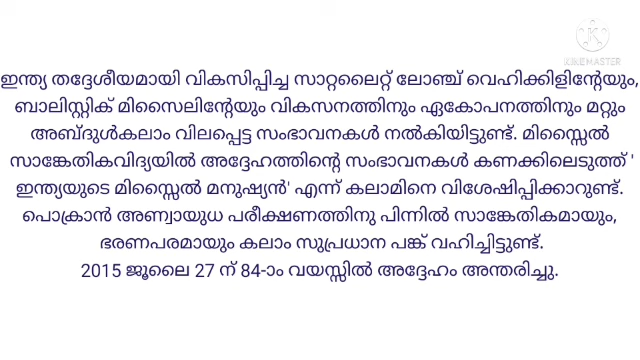 KINEMASTER
ഇന്ത്യ തദ്ദേശീയമായി വികസിപ്പിച്ച സാറ്റലൈറ്റ് ലോഞ്ച് വെഹിക്കിളിന്റേയും,
ബാലിസ്റ്റിക് മിസൈലിന്റേയും വികസനത്തിനും ഏകോപനത്തിനും മറ്റും
അബ്ദുൾകലാം വിലപ്പെട്ട സംഭാവനകൾ നൽകിയിട്ടുണ്ട്. മിസ്സൈൽ
സാങ്കേതികവിദ്യയിൽ അദ്ദേഹത്തിന്റെ സംഭാവനകൾ കണക്കിലെടുത്ത് '
ഇന്ത്യയുടെ മിസ്സൈൽ മനുഷ്യൻ' എന്ന് കലാമിനെ വിശേഷിപ്പിക്കാറുണ്ട്.
പൊക്രാൻ അണ്വായുധ പരീക്ഷണത്തിനു പിന്നിൽ സാങ്കേതികമായും,
ഭരണപരമായും കലാം സുപ്രധാന പങ്ക് വഹിച്ചിട്ടുണ്ട്.
2015 ജൂലൈ 27 ന് 84-ാം വയസ്സിൽ അദ്ദേഹം അന്തരിച്ചു.